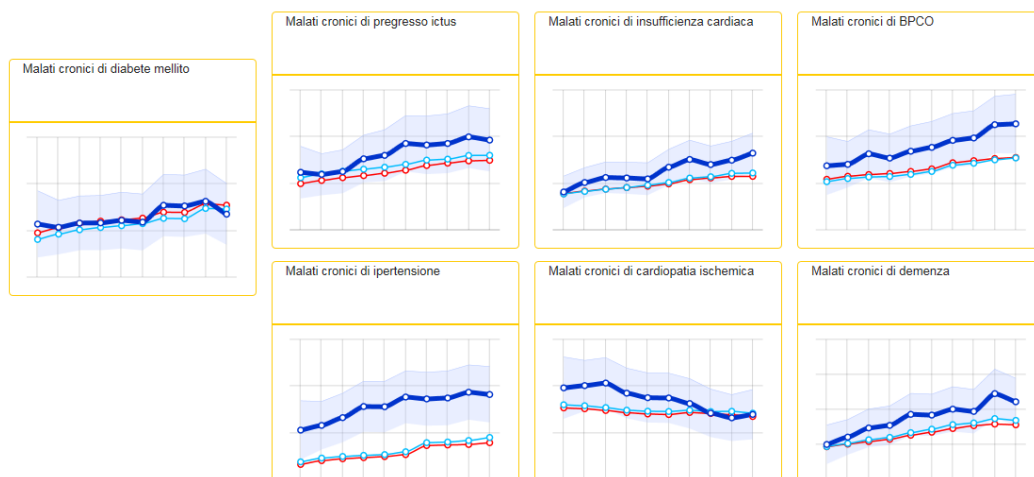 Malati cronici di pregresso ictus
Malati cronici di insufficienza cardiaca
Malati cronici di BPCO
Malati cronici di diabete mellito
Malati cronici di ipertensione
Malati cronici di cardiopatia ischemica
Malati cronici di demenza